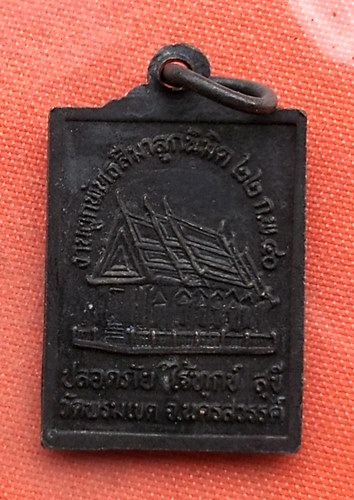 งานผูกพัทธสีมาลูกนิมิต ๒๒ ก.พ. ๔๐
ปลอดภัย ไร้ทุกข์ สุขี
วัดพรมเขต จ.นครสวรรค์